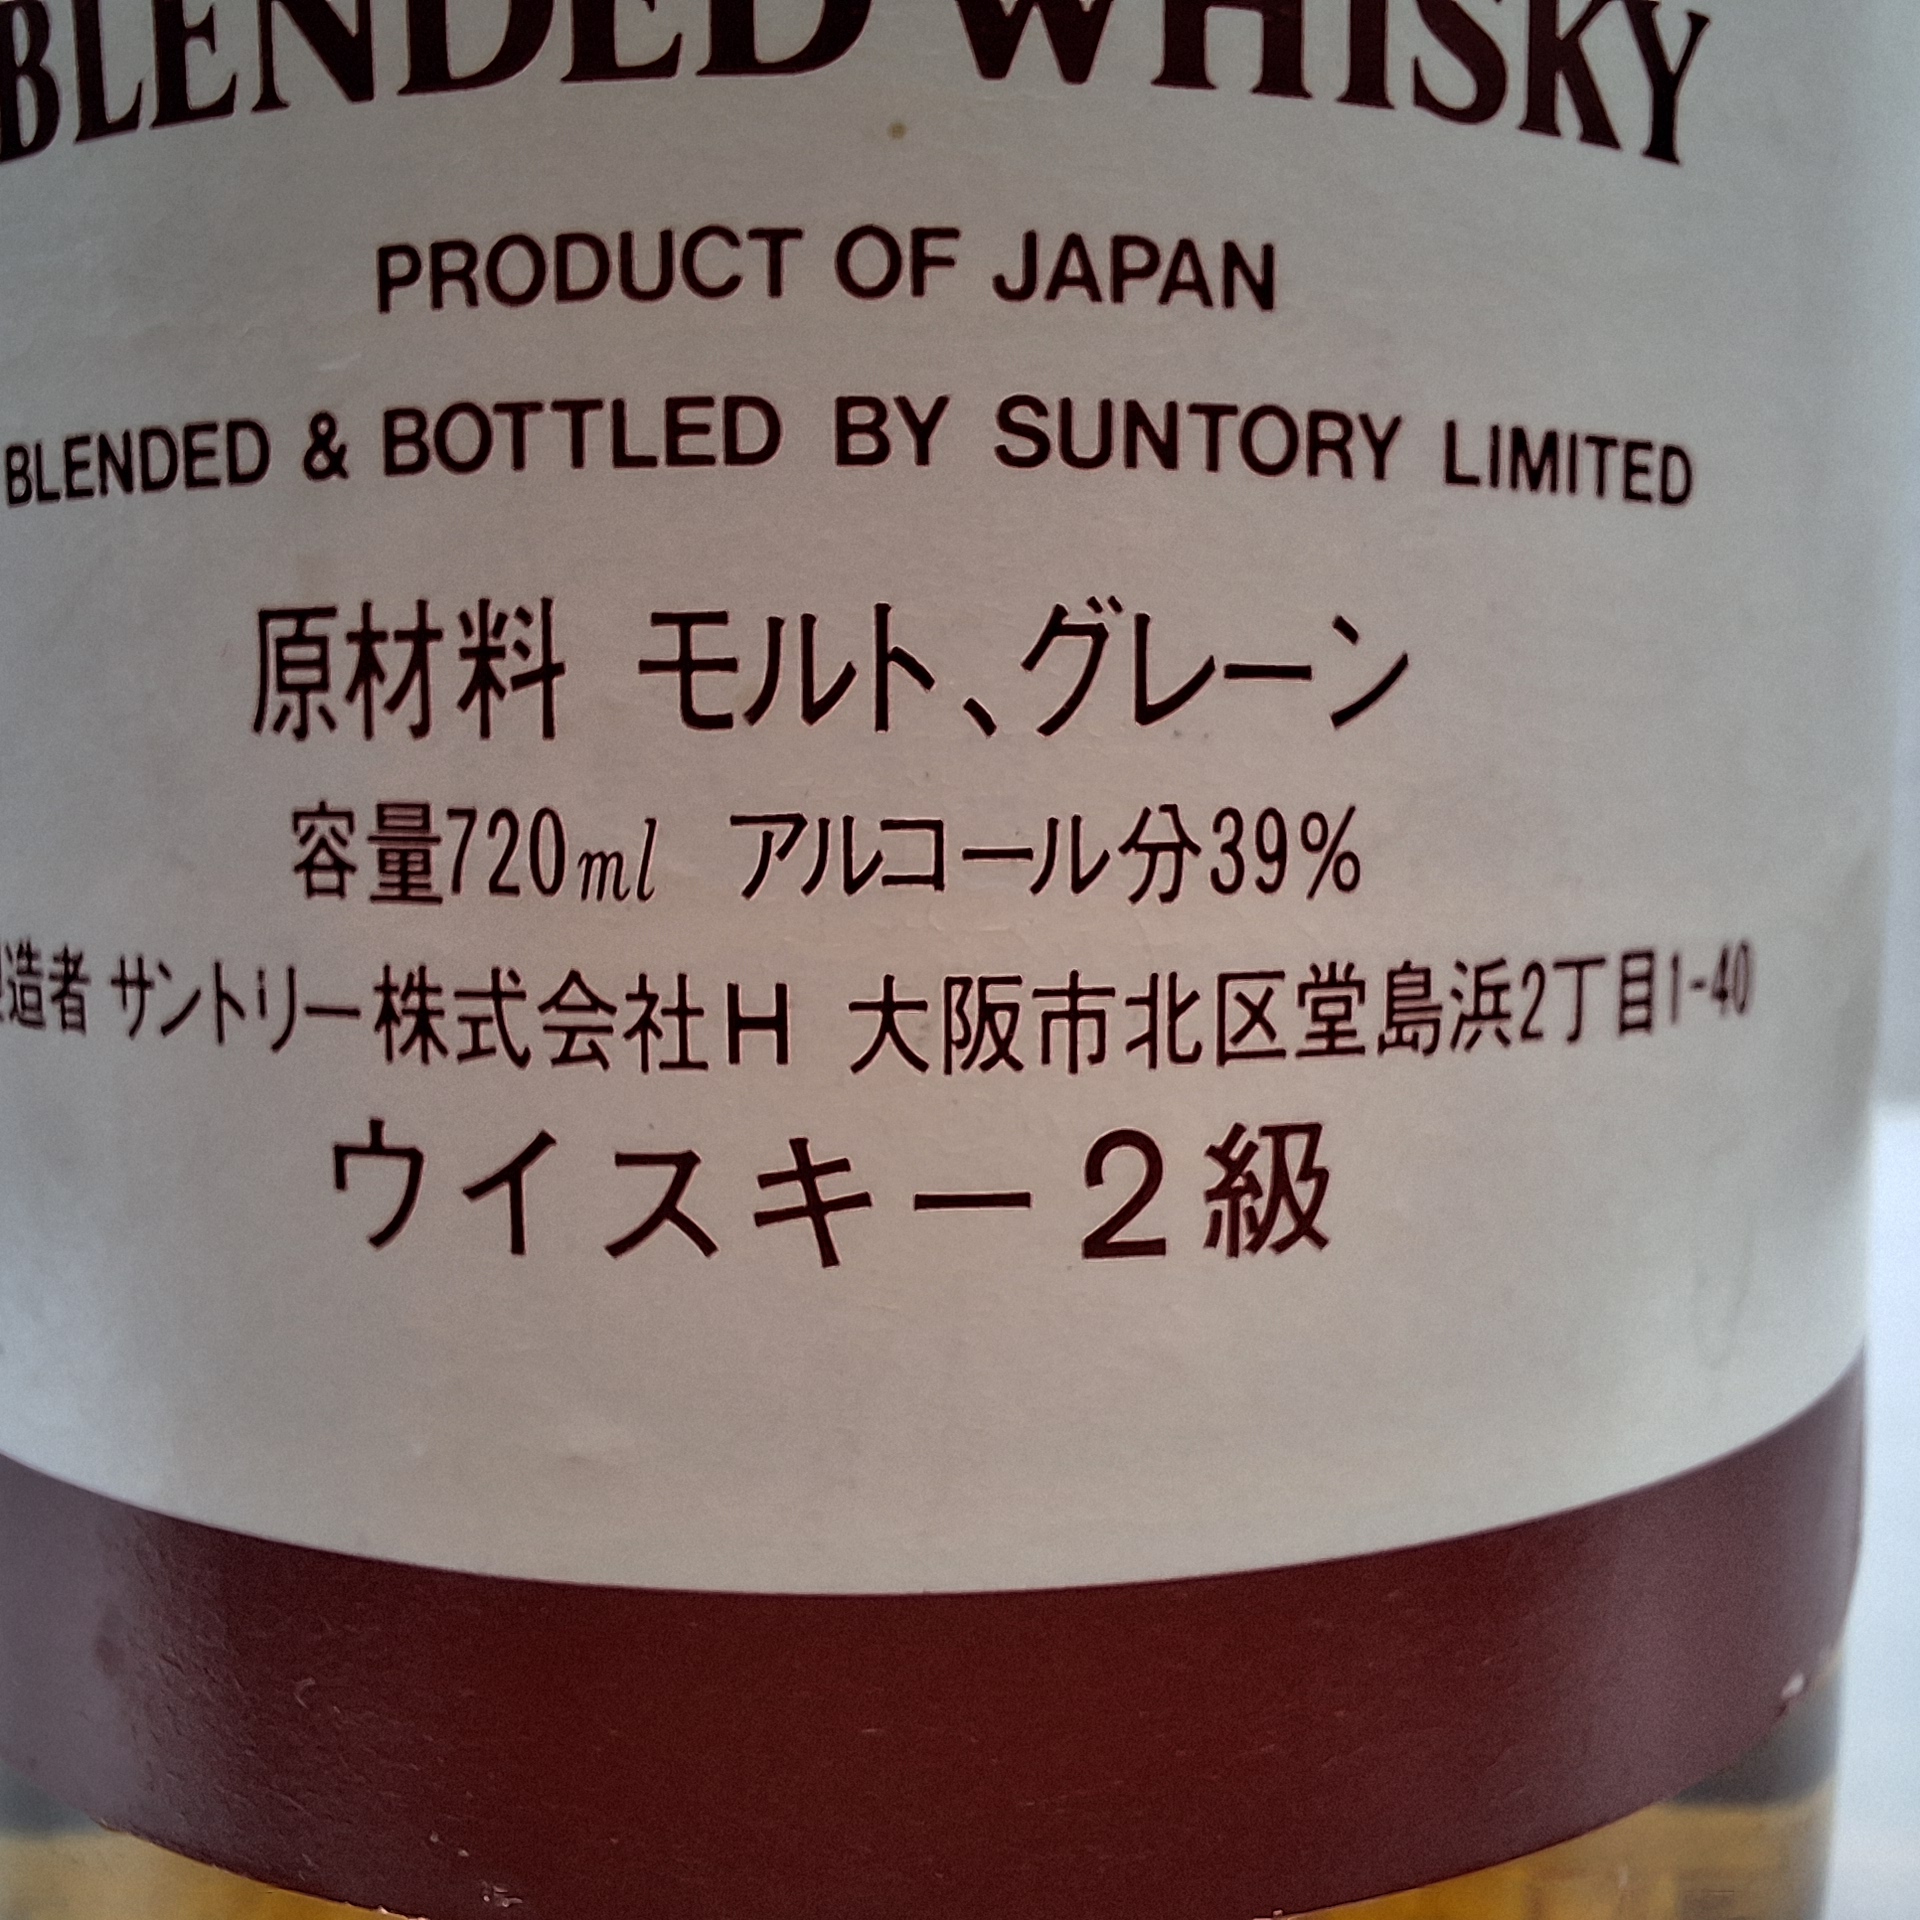 BLENDED WHISKY
PRODUCT OF JAPAN
BLENDED & BOTTLED BY SUNTORY LIMITED
原材料 モルト、グレーン
容量720ml アルコール分39%
製造者 サントリー株式会社H 大阪市北区堂島浜2丁目1-40
ウイスキー2級